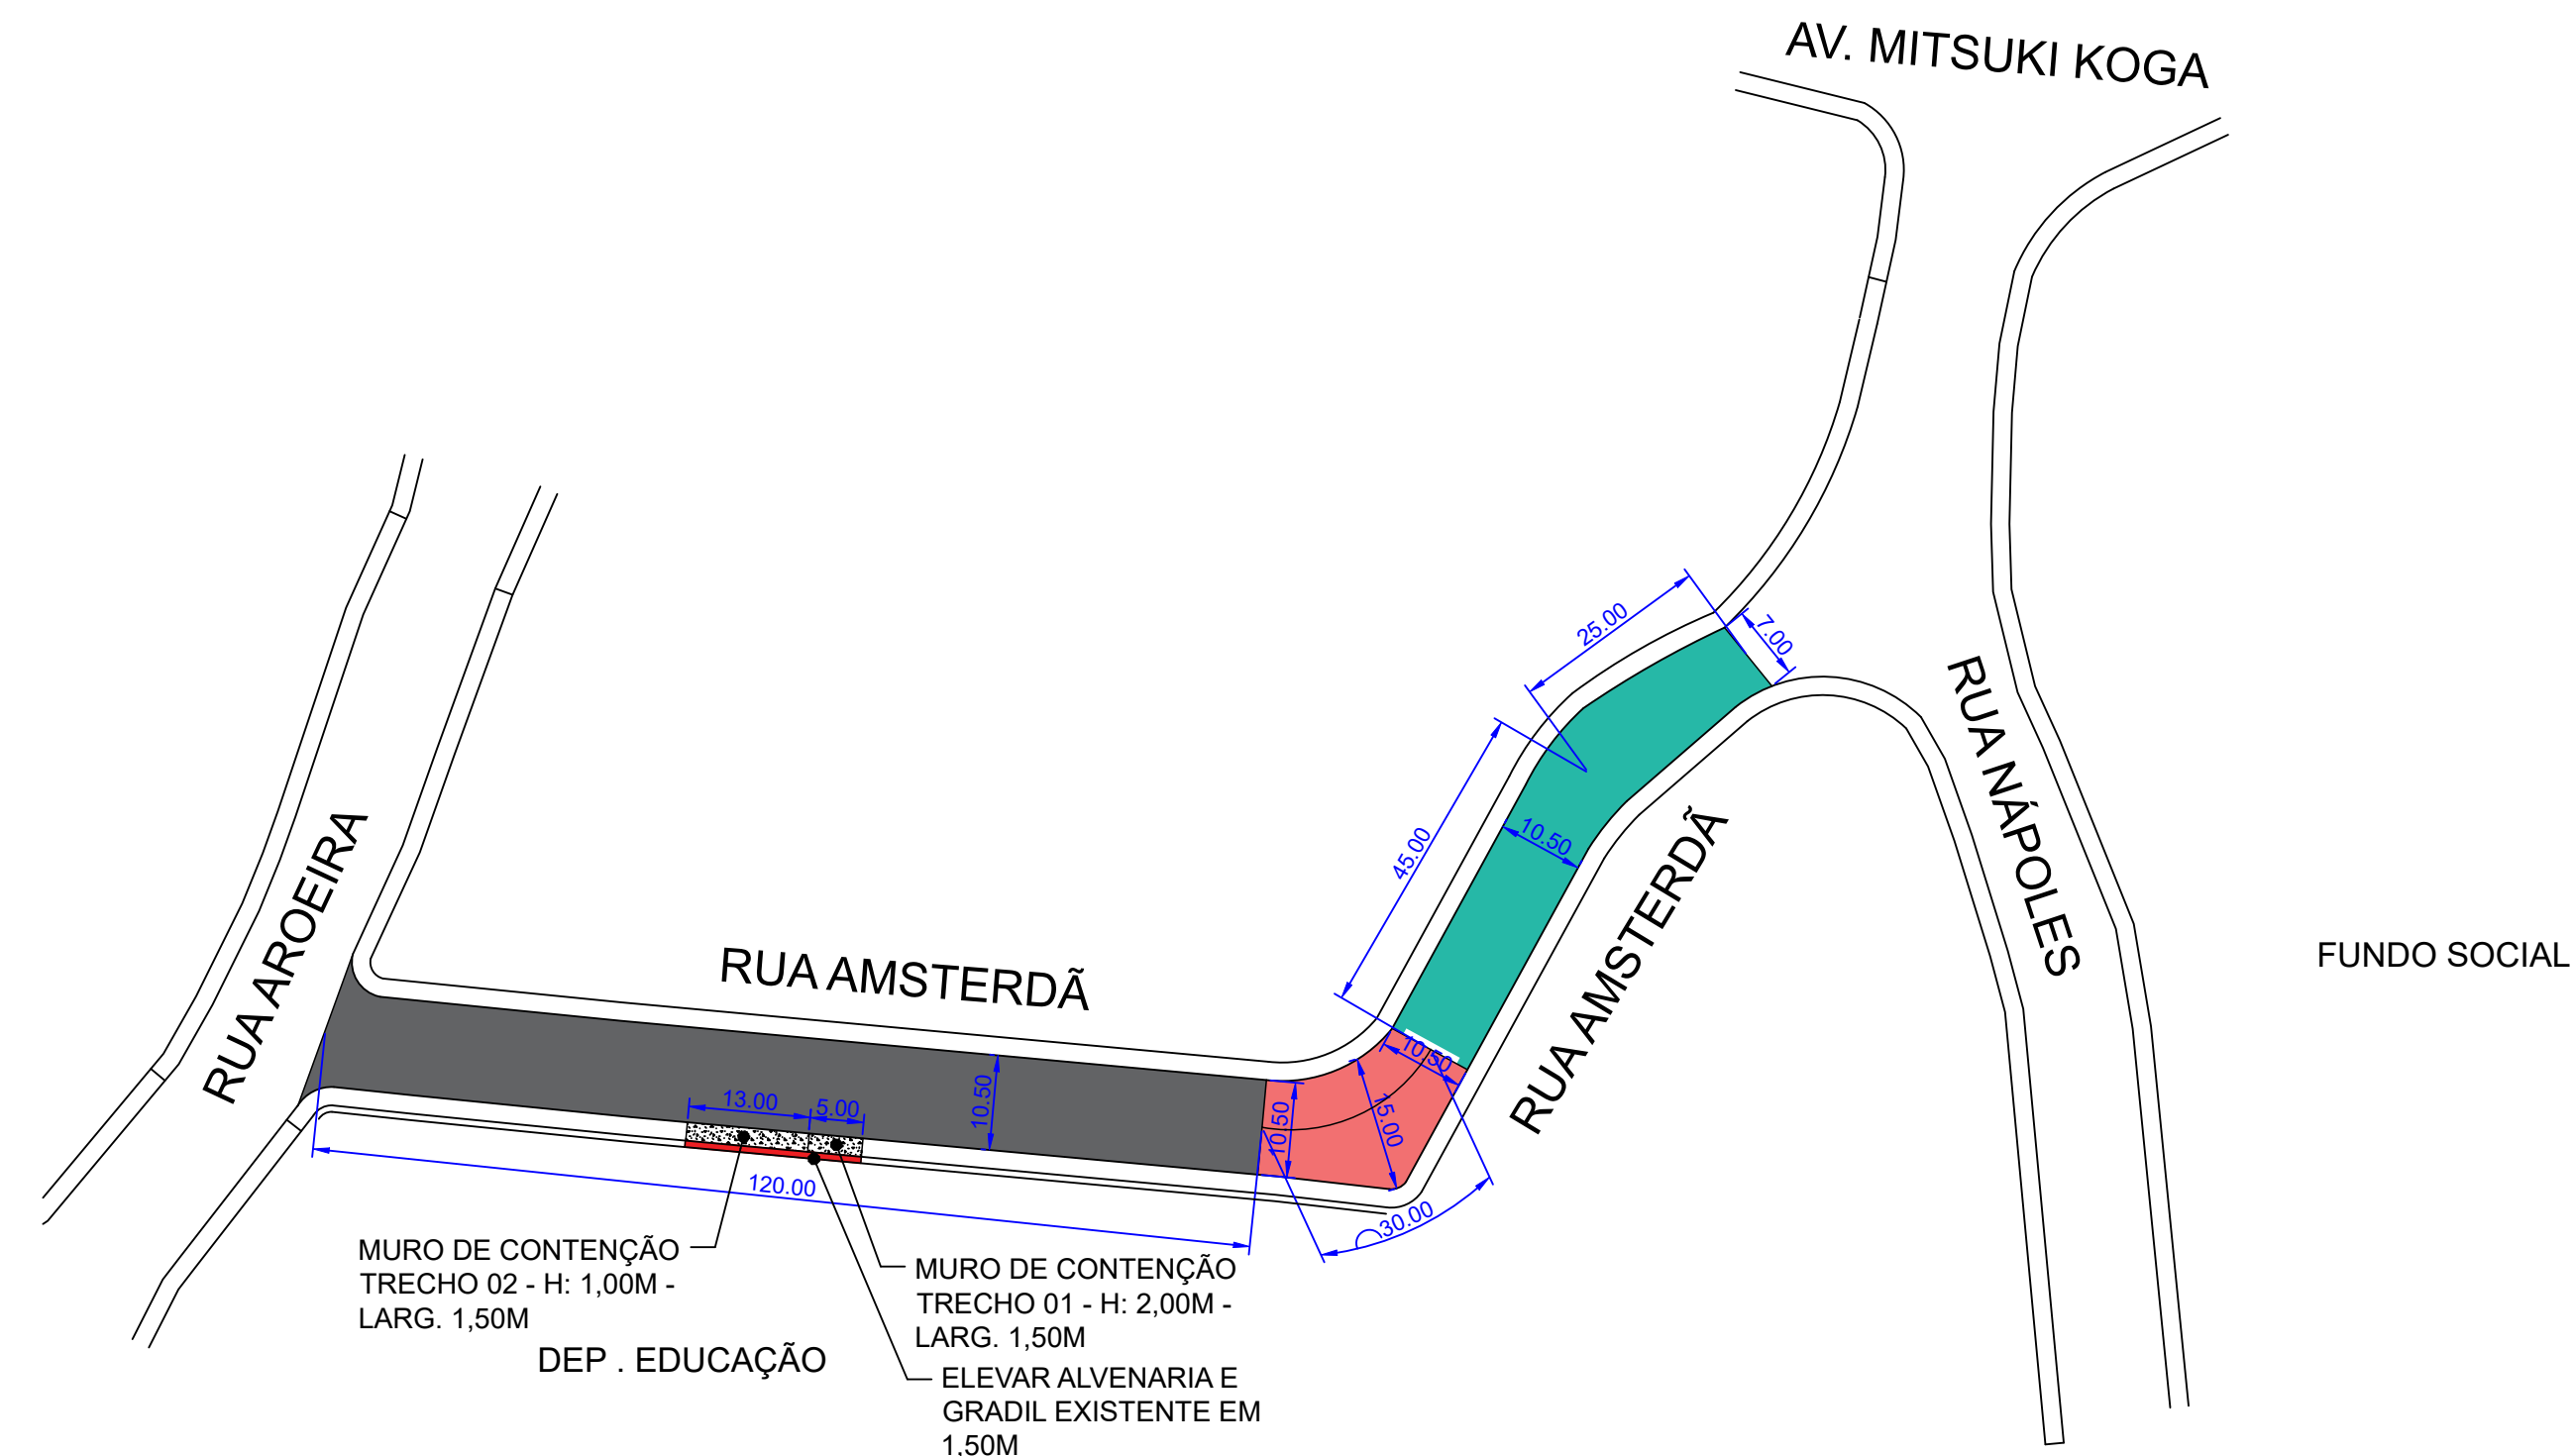 AV. MITSUKI KOGA
25.00
7.00
45.00
10.50
RUA NÁPOLES
RUA AROEIRA
RUA AMSTERDÃ
RUA AMSTERDÃ
FUNDO SOCIAL
10.50
10.50
10.50
15.00
13.00
5.00
120.00
30.00
MURO DE CONTENÇÃO
TRECHO 02 - H: 1,00M -
LARG. 1,50M
MURO DE CONTENÇÃO
TRECHO 01 - H: 2,00M -
LARG. 1,50M
DEP . EDUCAÇÃO
ELEVAR ALVENARIA E
GRADIL EXISTENTE EM
1,50M